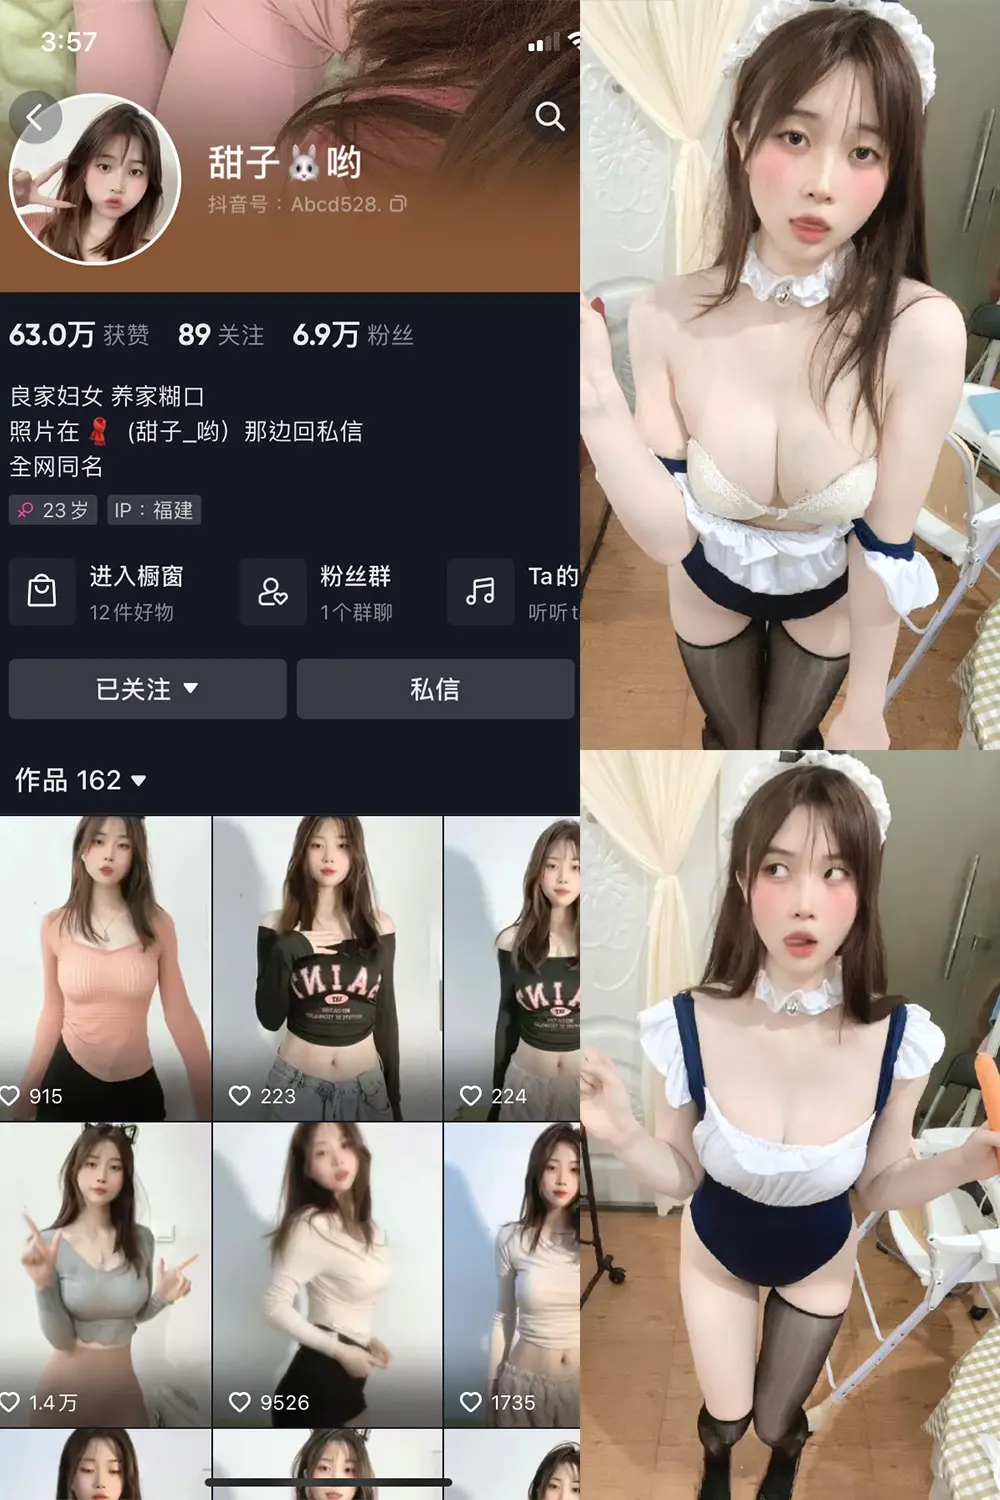 3:57
甜子🐰哟
抖音号：Abcd528.
63.0万 获赞 89 关注 6.9万 粉丝
良家妇女 养家糊口
照片在🧣 (甜子_哟）那边回私信
全网同名
23岁 IP：福建
进入橱窗
12件好物
粉丝群
1个群聊
Ta的
听听t
已关注 私信
作品 162
915 223 224
1.4万 9526 1735